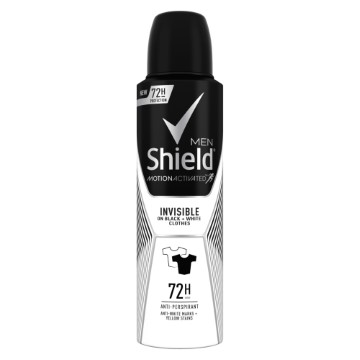 NEW 72H
PROTECTION
MEN
Shield
MOTIONACTIVATED
INVISIBLE
ON BLACK + WHITE
CLOTHES
72H
ANTI-PERSPIRANT
ANTI-WHITE MARKS +
YELLOW STAINS